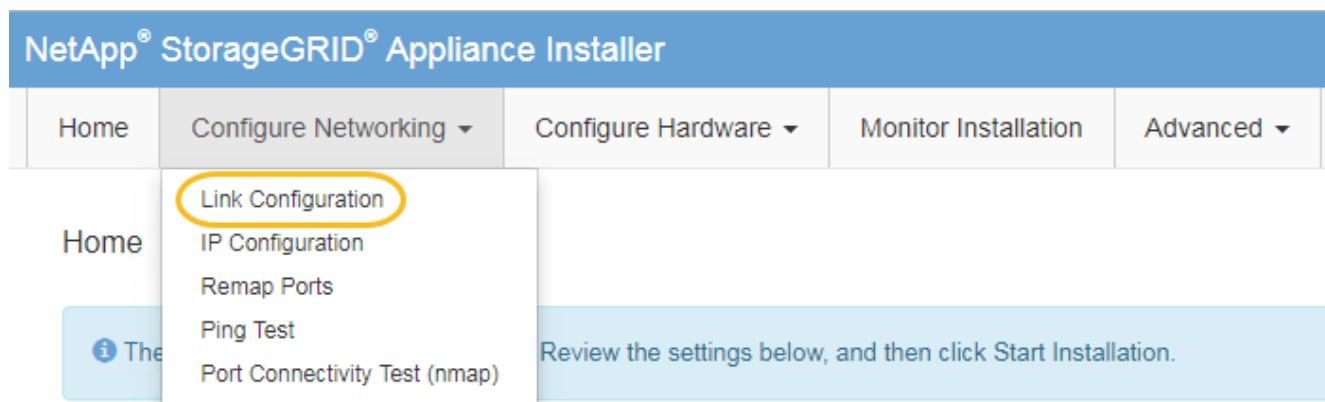 NetApp® StorageGRID® Appliance Installer
Home Configure Networking Configure Hardware Monitor Installation Advanced
Link Configuration
Home
IP Configuration
Remap Ports
Ping Test
The Review the settings below, and then click Start Installation.
Port Connectivity Test (nmap)